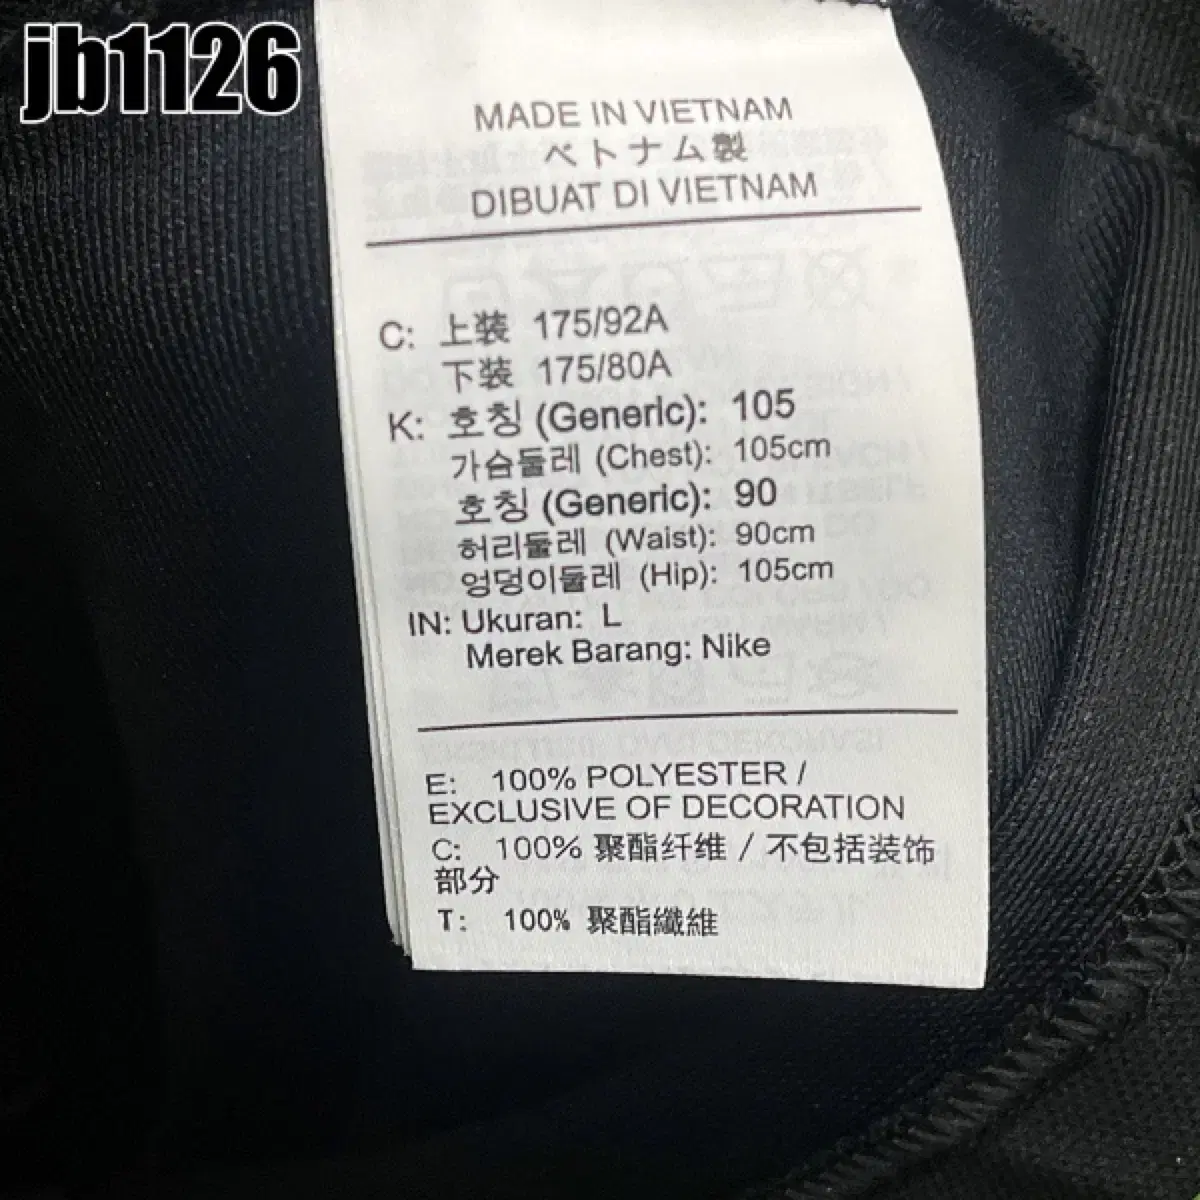 jb1126
MADE IN VIETNAM
ベトナム製
DIBUAT DI VIETNAM
C: 上装 175/92A
下装 175/80A
K: 호칭 (Generic): 105
가슴둘레 (Chest): 105cm
호칭 (Generic): 90
허리둘레 (Waist): 90cm
엉덩이둘레 (Hip): 105cm
IN: Ukuran: L
Merek Barang: Nike
E: 100% POLYESTER /
EXCLUSIVE OF DECORATION
C: 100% 聚酯纤维 / 不包括装饰
部分
T: 100% 聚酯纖維